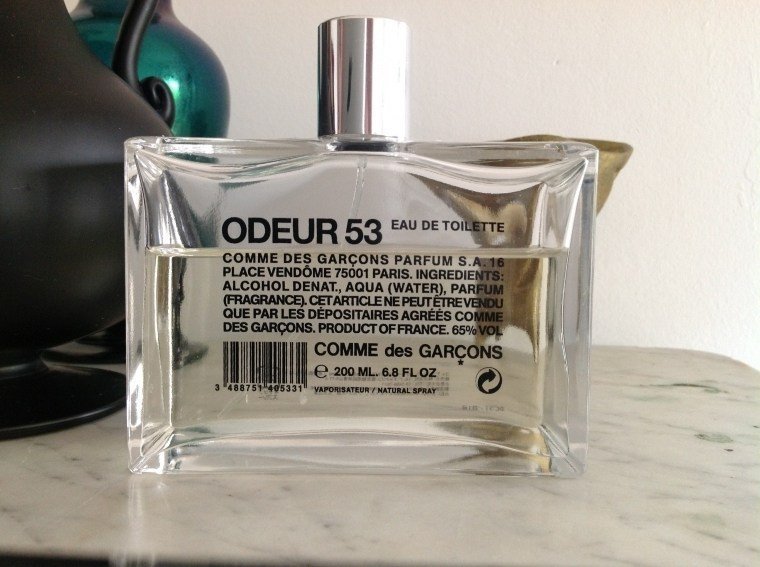 ODEUR 53 EAU DE TOILETTE
COMME DES GARÇONS PARFUM S.A. 16
PLACE VENDÔME 75001 PARIS. INGREDIENTS:
ALCOHOL DENAT., AQUA (WATER), PARFUM
(FRAGRANCE). CET ARTICLE NE PEUT ÊTRE VENDU
QUE PAR LES DÉPOSITAIRES AGRÉÉS COMME
DES GARÇONS. PRODUCT OF FRANCE. 65% VOL
COMME des GARÇONS
℮ 200 ML. 6.8 FL OZ
3 488751 405331 VAPORISATEUR / NATURAL SPRAY